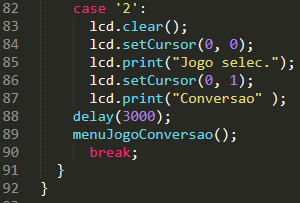 82 case '2':
83 lcd.clear();
84 lcd.setCursor(0, 0);
85 lcd.print("Jogo selec.");
86 lcd.setCursor(0, 1);
87 lcd.print("Conversao" );
88 delay(3000);
89 menuJogoConversao();
90 break;
91 }
92 }